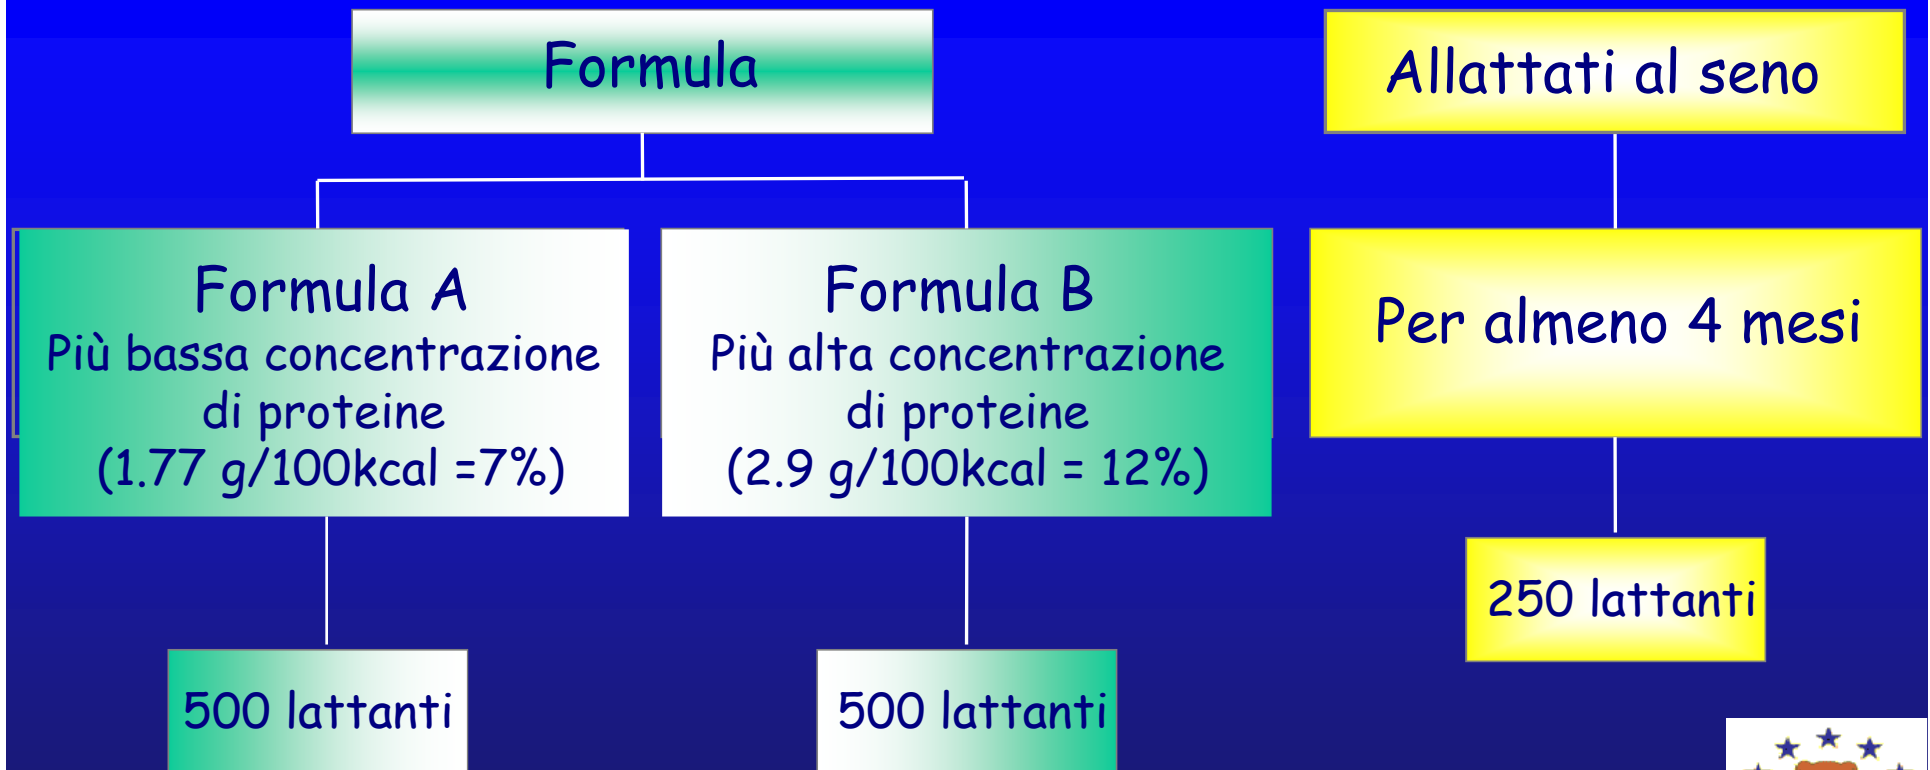 Formula
Allattati al seno
Formula A
Più bassa concentrazione
di proteine
(1.77 g/100kcal =7%)
Formula B
Più alta concentrazione
di proteine
(2.9 g/100kcal = 12%)
Per almeno 4 mesi
250 lattanti
500 lattanti
500 lattanti